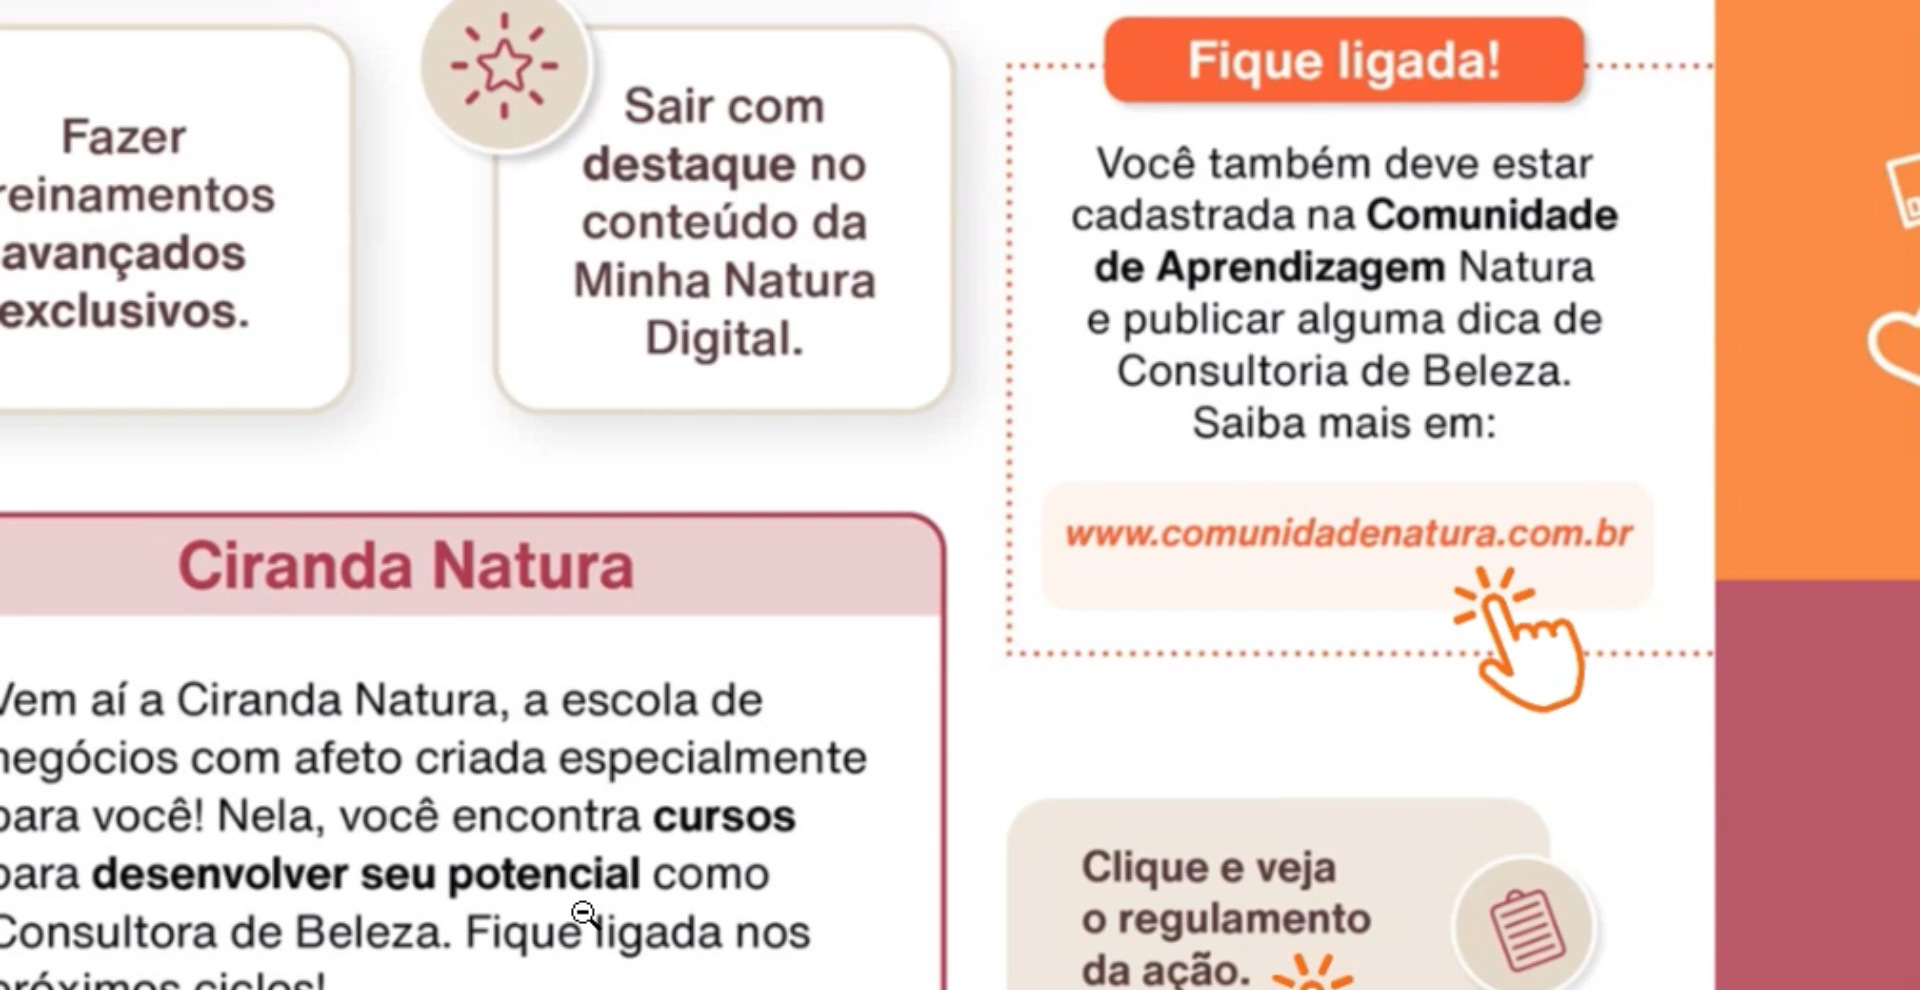 Fazer
reinamentos
avançados
exclusivos.
Sair com
destaque no
conteúdo da
Minha Natura
Digital.
Fique ligada!
Você também deve estar
cadastrada na Comunidade
de Aprendizagem Natura
e publicar alguma dica de
Consultoria de Beleza.
Saiba mais em:
www.comunidadenatura.com.br
Ciranda Natura
Vem aí a Ciranda Natura, a escola de
negócios com afeto criada especialmente
para você! Nela, você encontra cursos
para desenvolver seu potencial como
Consultora de Beleza. Fique ligada nos
próximos ciclos!
Clique e veja
o regulamento
da ação.